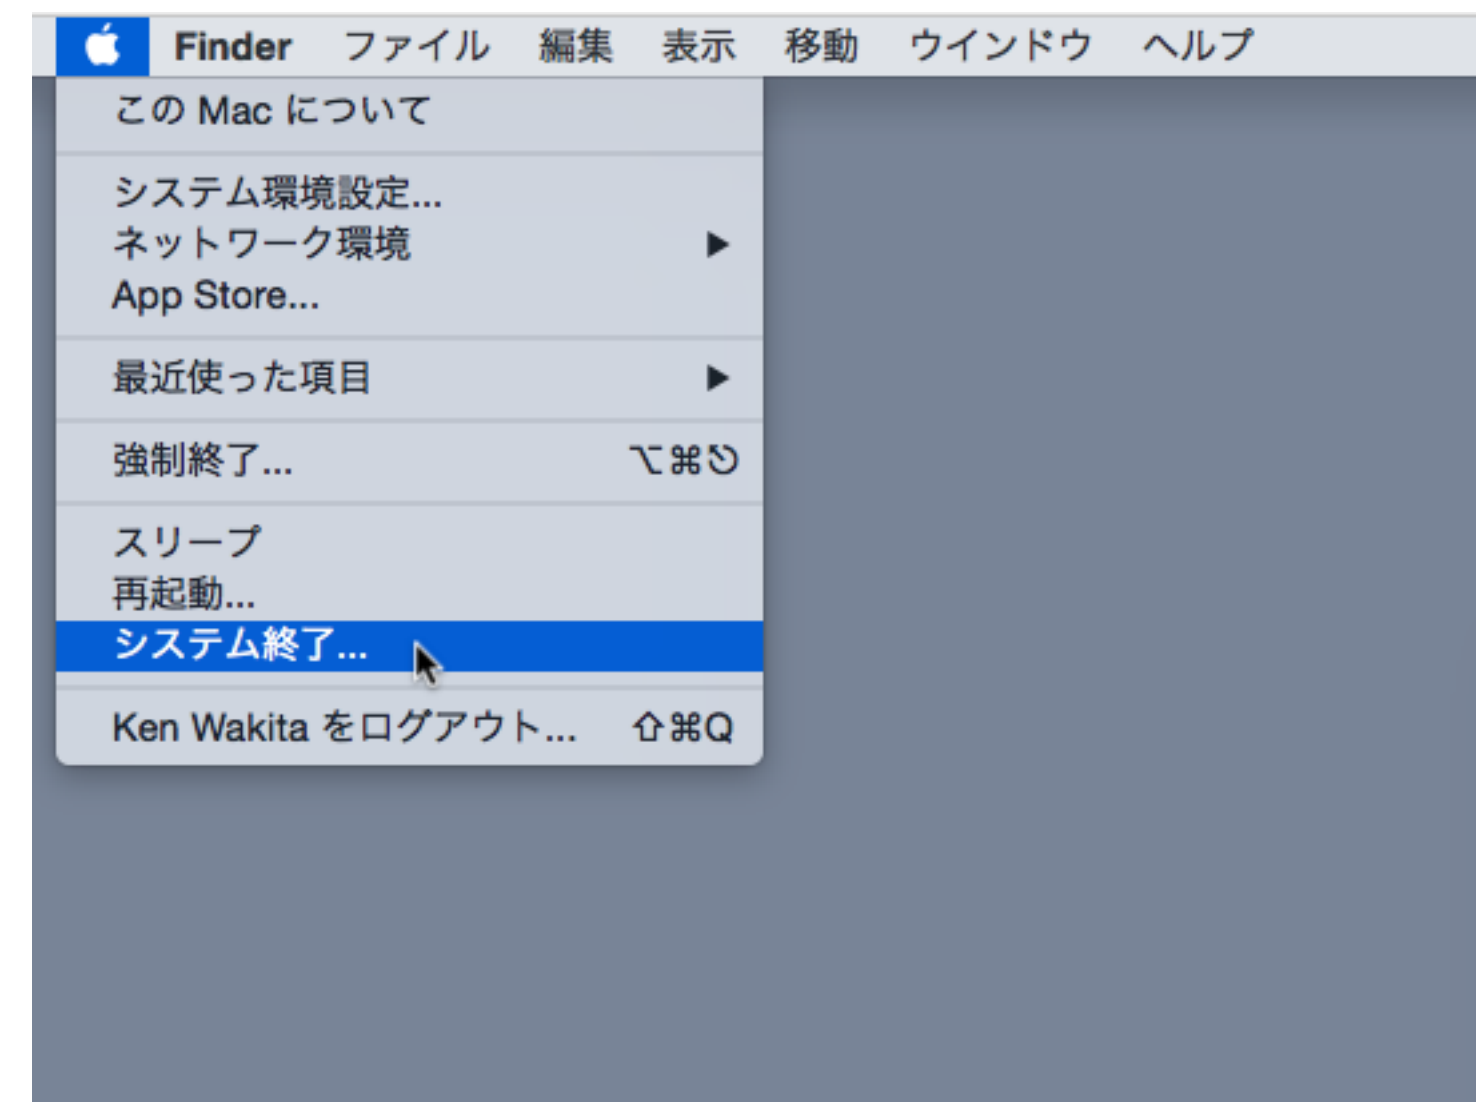 Finder ファイル 編集 表示 移動 ウインドウ ヘルプ
この Mac について
システム環境設定...
ネットワーク環境 ▶
App Store...
最近使った項目 ▶
強制終了... ⌥⌘⎋
スリープ
再起動...
システム終了...
Ken Wakita をログアウト... ⇧⌘Q